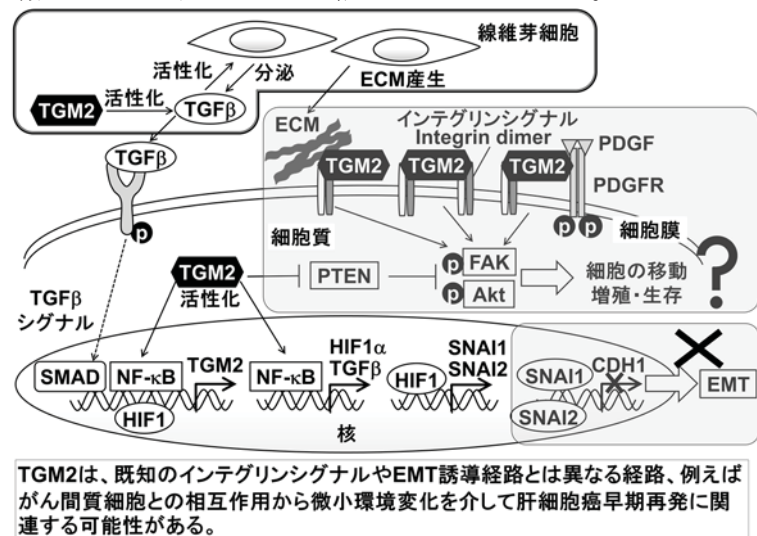 線維芽細胞
活性化
分泌
ECM産生
TGM2
活性化
TGFβ
TGFβ
ECM
インテグリンシグナル
Integrin dimer
PDGF
TGM2
TGM2
TGM2
PDGFR
p
p p
細胞質
細胞膜
TGM2
活性化
PTEN
p FAK
p Akt
細胞の移動
増殖・生存
?
TGFβ
シグナル
SMAD
NF-κB
TGM2
HIF1
NF-κB
HIF1α
TGFβ
HIF1
SNAI1
SNAI2
SNAI1
SNAI2
CDH1
EMT
核
TGM2は、既知のインテグリンシグナルやEMT誘導経路とは異なる経路、例えば
がん間質細胞との相互作用から微小環境変化を介して肝細胞癌早期再発に関
連する可能性がある。